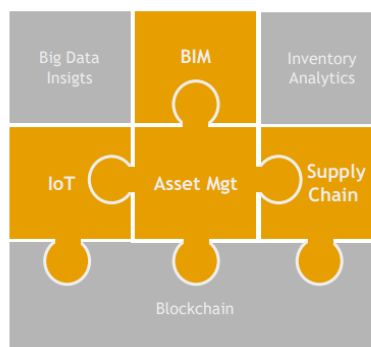 Big Data
Insigts
BIM
Inventory
Analytics
IoT
Asset Mgt
Supply
Chain
Blockchain